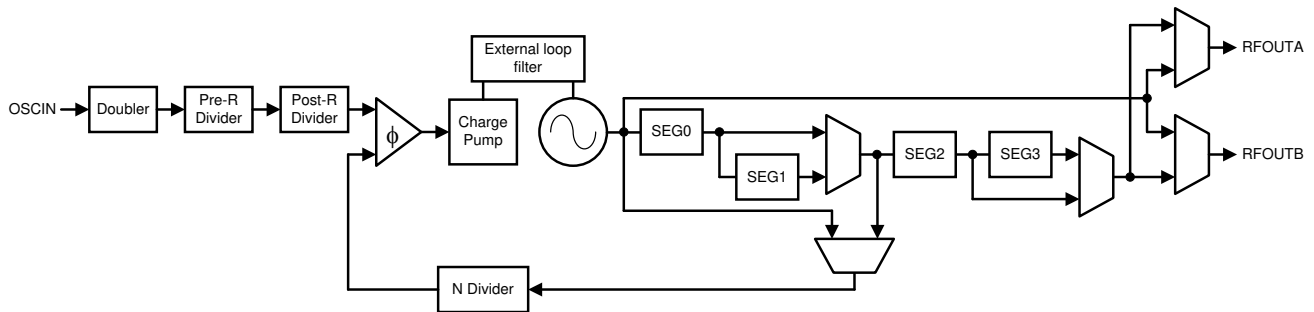 External loop
filter
RFOUTA
OSCIN
Doubler
Pre-R
Divider
Post-R
Divider
ϕ
Charge
Pump
SEG0
SEG1
SEG2
SEG3
RFOUTB
N Divider